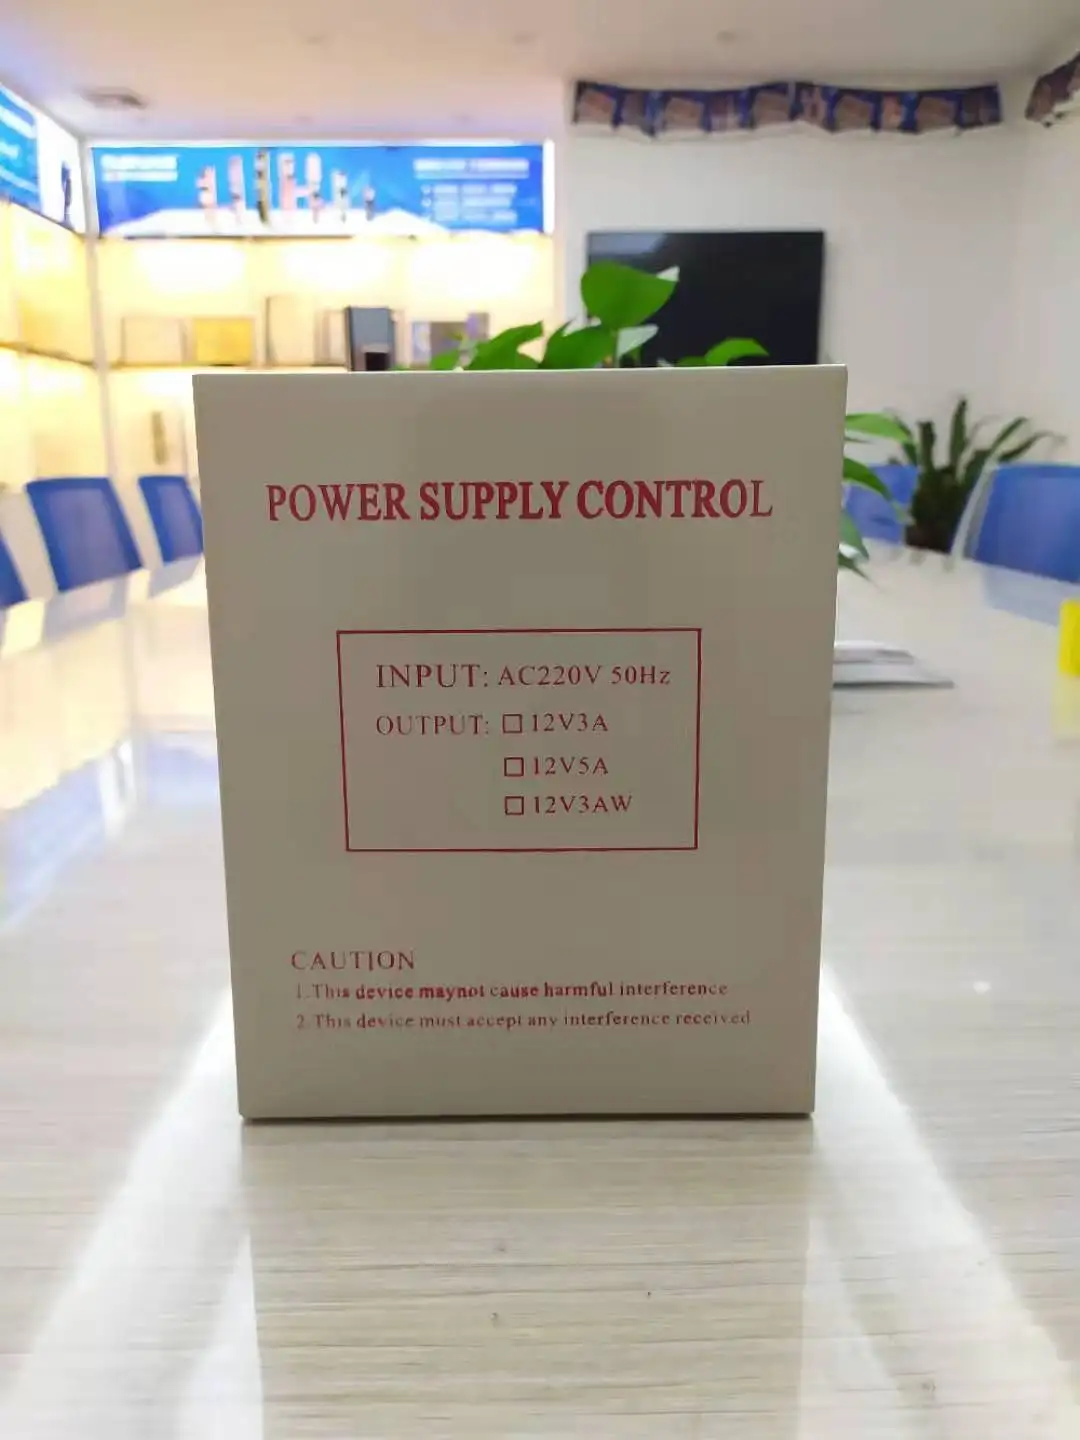 POWER SUPPLY CONTROL
INPUT: AC220V 50Hz
OUTPUT: □ 12V3A
□ 12V5A
□ 12V3AW
CAUTION
1.This device maynot cause harmful interference
2.This device must accept any interference received